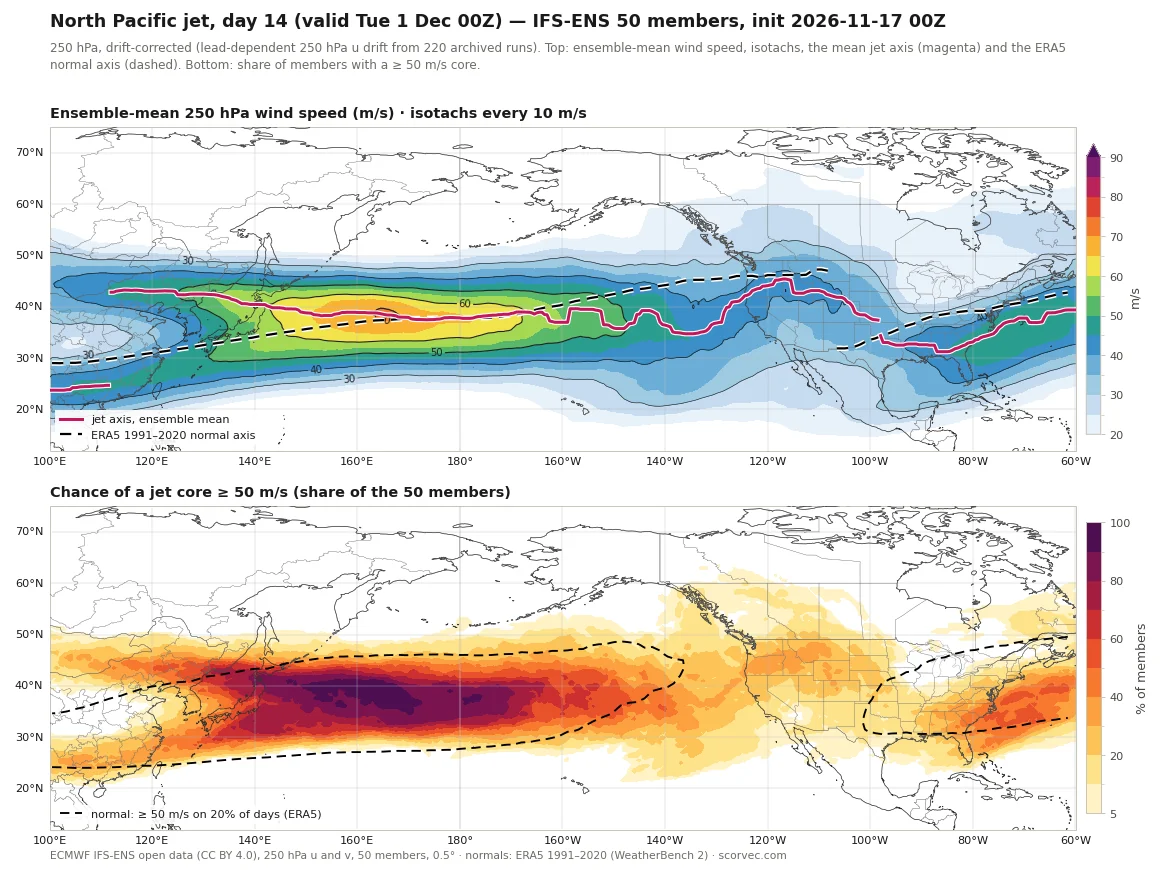 North Pacific jet, day 14 (valid Tue 1 Dec 00Z) — IFS-ENS 50 members, init 2026-11-17 00Z
250 hPa, drift-corrected (lead-dependent 250 hPa u drift from 220 archived runs). Top: ensemble-mean wind speed, isotachs, the mean jet axis (magenta) and the ERA5
normal axis (dashed). Bottom: share of members with a ≥ 50 m/s core.
Ensemble-mean 250 hPa wind speed (m/s) · isotachs every 10 m/s
70°N
60°N
50°N
40°N
30°N
20°N
30
60
50
40
30
30
jet axis, ensemble mean
ERA5 1991–2020 normal axis
100°E 120°E 140°E 160°E 180° 160°W 140°W 120°W 100°W 80°W 60°W
90
80
70
60
50
40
30
20
m/s
Chance of a jet core ≥ 50 m/s (share of the 50 members)
70°N
60°N
50°N
40°N
30°N
20°N
normal: ≥ 50 m/s on 20% of days (ERA5)
100°E 120°E 140°E 160°E 180° 160°W 140°W 120°W 100°W 80°W 60°W
100
80
60
40
20
5
% of members
ECMWF IFS-ENS open data (CC BY 4.0), 250 hPa u and v, 50 members, 0.5° · normals: ERA5 1991–2020 (WeatherBench 2) · scorvec.com